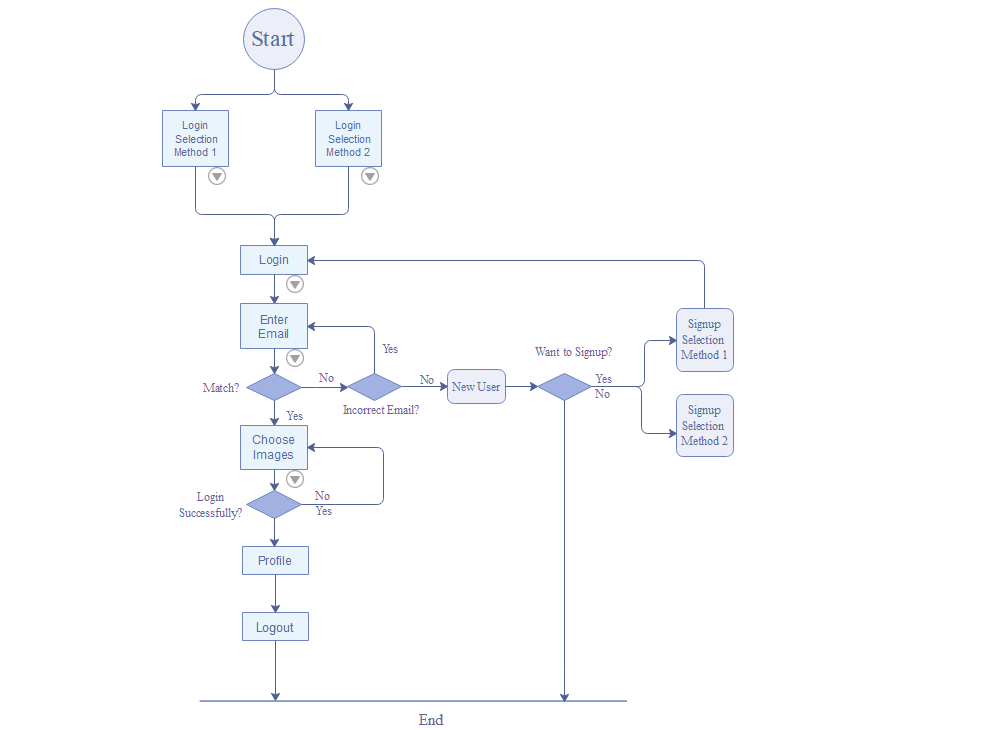 Start
Login
Selection
Method 1
Login
Selection
Method 2
Login
Enter
Email
Match?
No
Yes
Incorrect Email?
Yes
No
New User
Want to Signup?
Yes
No
Signup
Selection
Method 1
Signup
Selection
Method 2
Choose
Images
Login
Successfully?
No
Yes
Profile
Logout
End